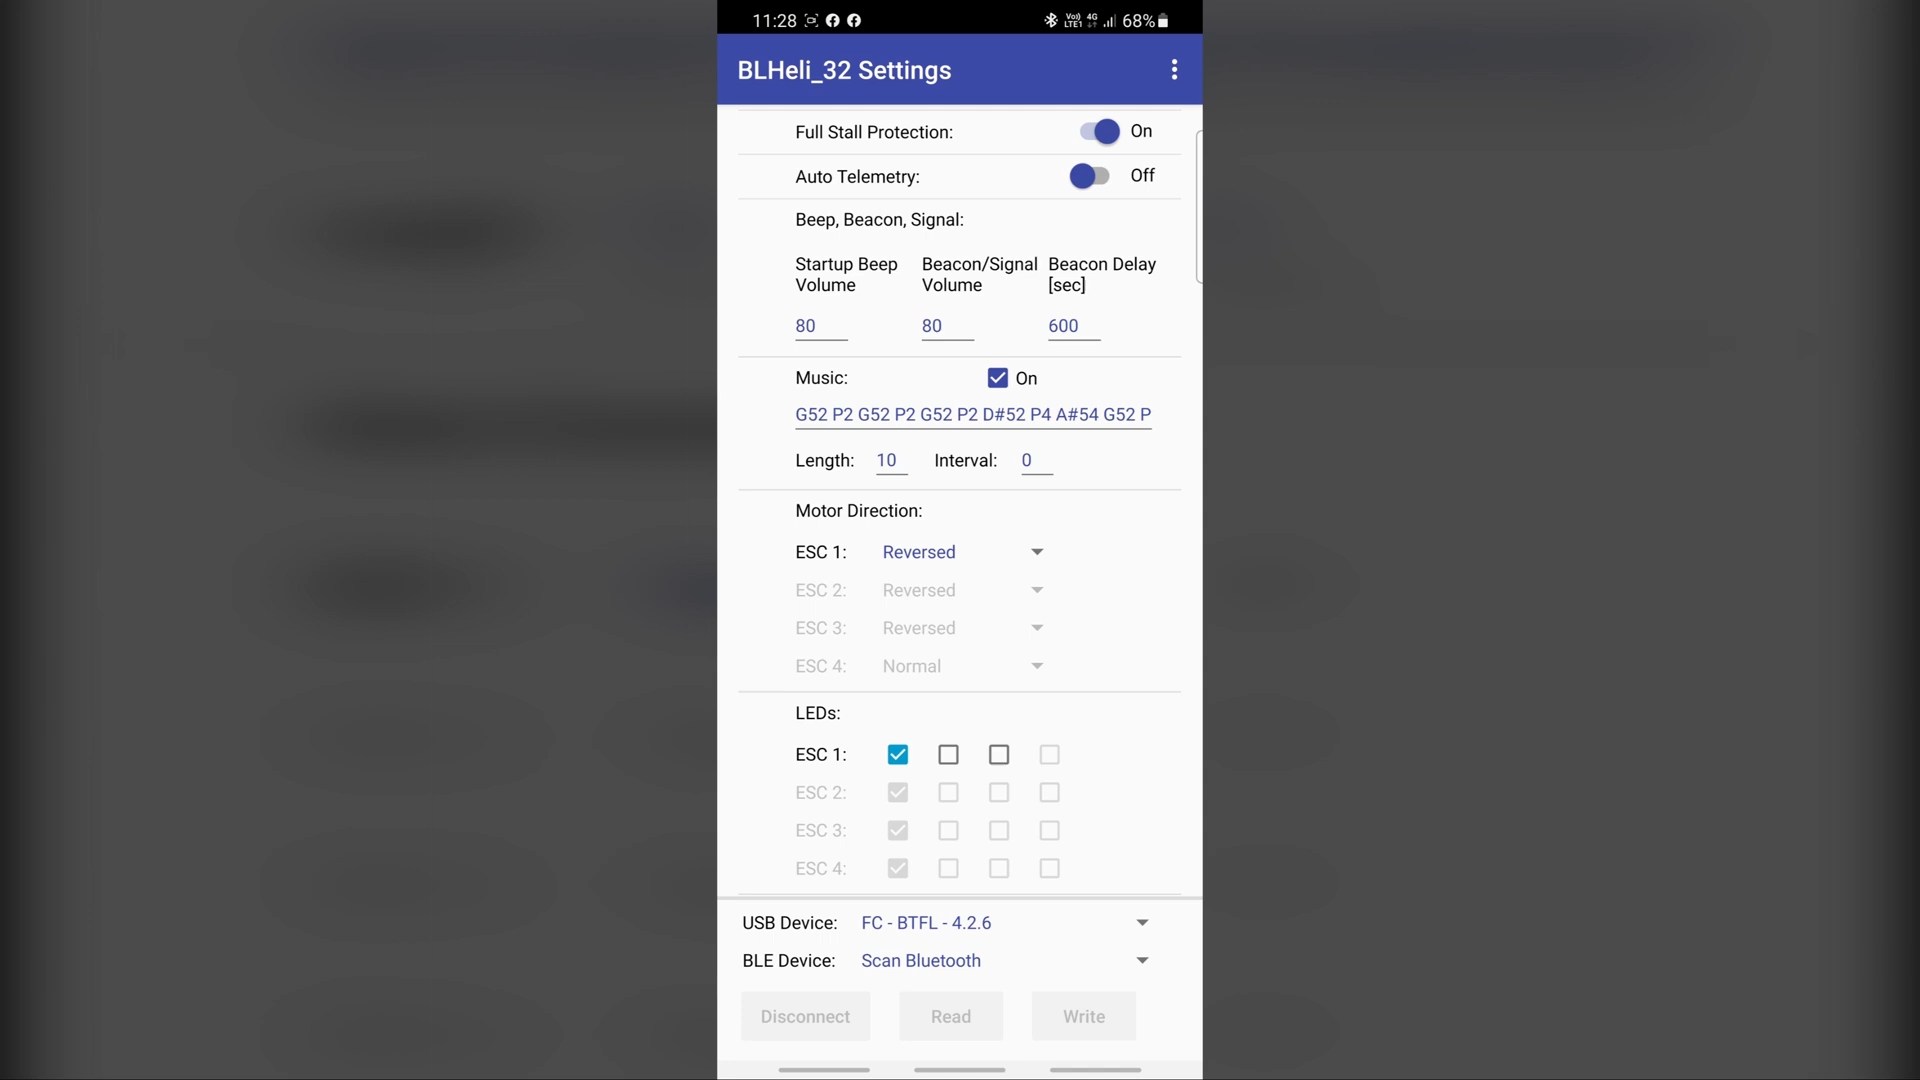 11:28 68%
VoI) LTE1 4G
BLHeli_32 Settings
Full Stall Protection: On
Auto Telemetry: Off
Beep, Beacon, Signal:
Startup Beep Volume Beacon/Signal Volume Beacon Delay [sec]
80 80 600
Music: On
G52 P2 G52 P2 G52 P2 D#52 P4 A#54 G52 P
Length: 10 Interval: 0
Motor Direction:
ESC 1: Reversed
ESC 2: Reversed
ESC 3: Reversed
ESC 4: Normal
LEDs:
ESC 1:
ESC 2:
ESC 3:
ESC 4:
USB Device: FC - BTFL - 4.2.6
BLE Device: Scan Bluetooth
Disconnect Read Write